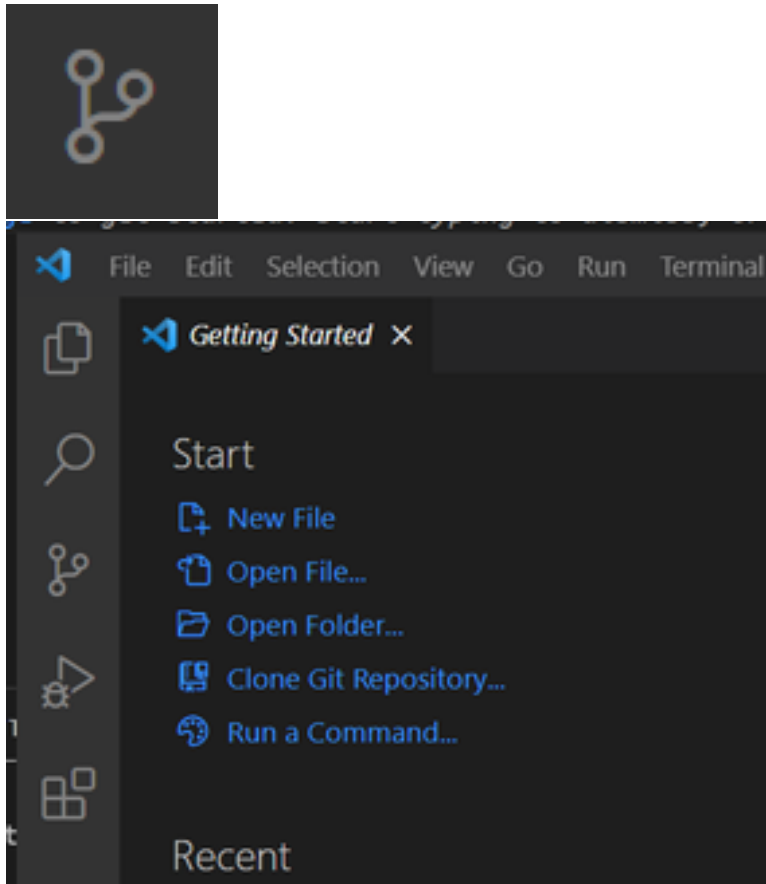 File Edit Selection View Go Run Terminal
Getting Started
Start
New File
Open File...
Open Folder...
Clone Git Repository...
Run a Command...
Recent